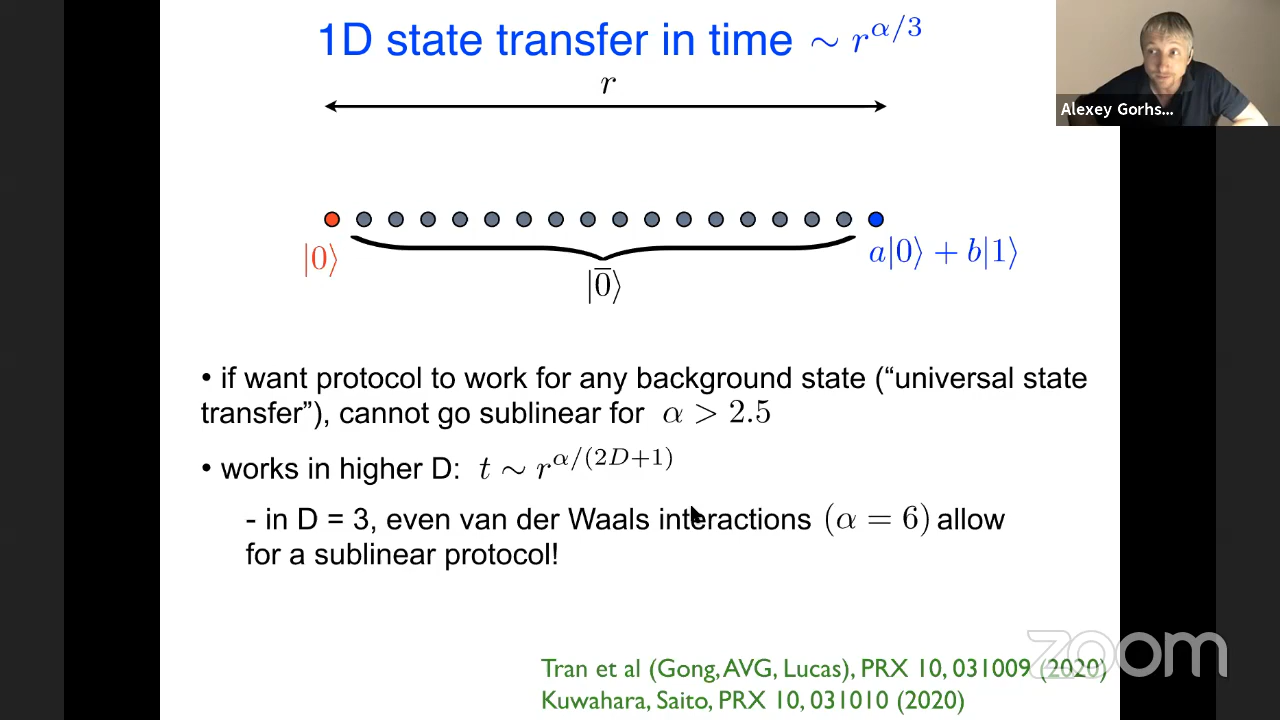 1D state transfer in time ∼ r^{α/3}
r
|0⟩
a|0⟩ + b|1⟩
|0̅⟩
• if want protocol to work for any background state (“universal state
transfer”), cannot go sublinear for α > 2.5
• works in higher D: t ∼ r^{α/(2D+1)}
- in D = 3, even van der Waals interactions (α = 6) allow
for a sublinear protocol!
Tran et al (Gong, AVG, Lucas), PRX 10, 031009 (2020)
Kuwahara, Saito, PRX 10, 031010 (2020)
Alexey Gorhs...
zoom